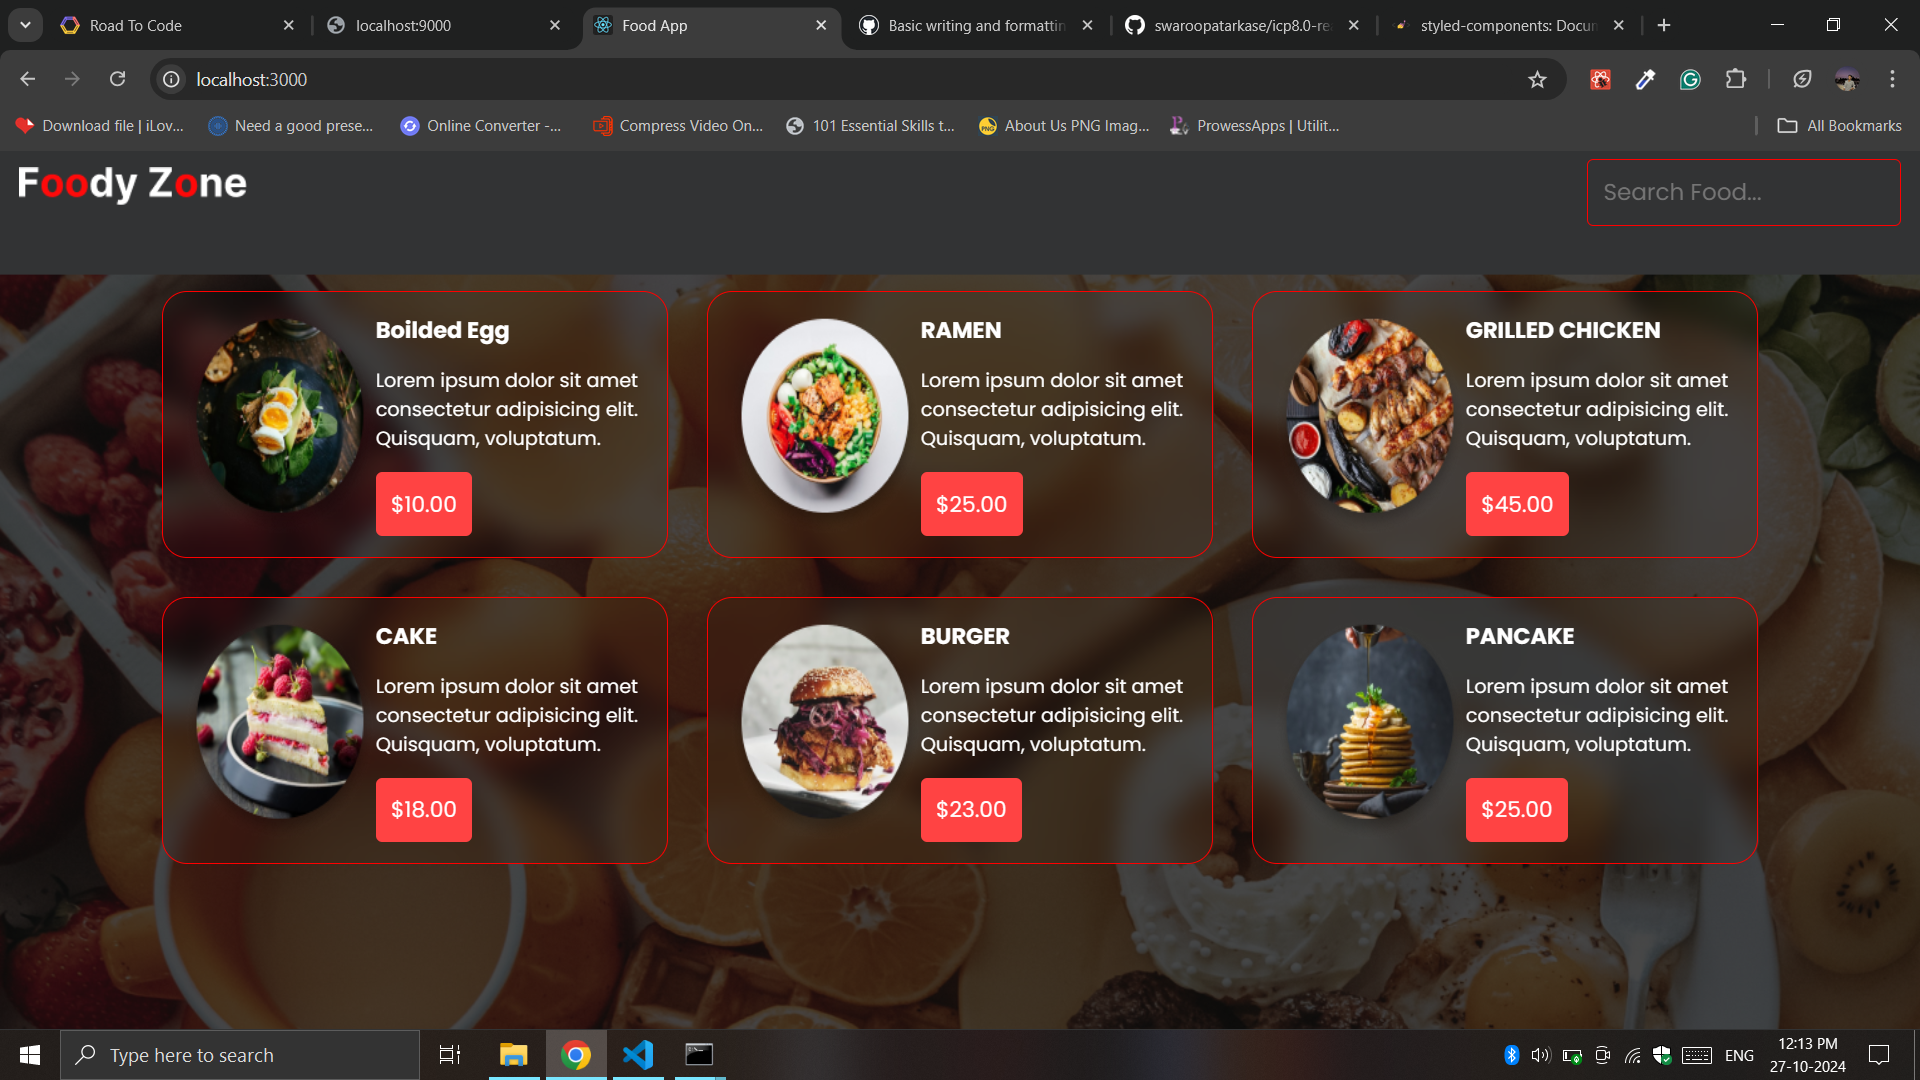 Road To Code
localhost:9000
Food App
Basic writing and formattin
swaroopatarkase/icp8.0-rea
styled-components: Docun
localhost:3000
Download file | iLov...
Need a good prese...
Online Converter -...
Compress Video On...
101 Essential Skills t...
About Us PNG Imag...
ProwessApps | Utilit...
All Bookmarks
Foody Zone
Search Food...
Boilded Egg
Lorem ipsum dolor sit amet
consectetur adipisicing elit.
Quisquam, voluptatum.
$10.00
RAMEN
Lorem ipsum dolor sit amet
consectetur adipisicing elit.
Quisquam, voluptatum.
$25.00
GRILLED CHICKEN
Lorem ipsum dolor sit amet
consectetur adipisicing elit.
Quisquam, voluptatum.
$45.00
CAKE
Lorem ipsum dolor sit amet
consectetur adipisicing elit.
Quisquam, voluptatum.
$18.00
BURGER
Lorem ipsum dolor sit amet
consectetur adipisicing elit.
Quisquam, voluptatum.
$23.00
PANCAKE
Lorem ipsum dolor sit amet
consectetur adipisicing elit.
Quisquam, voluptatum.
$25.00
Type here to search
ENG
12:13 PM
27-10-2024